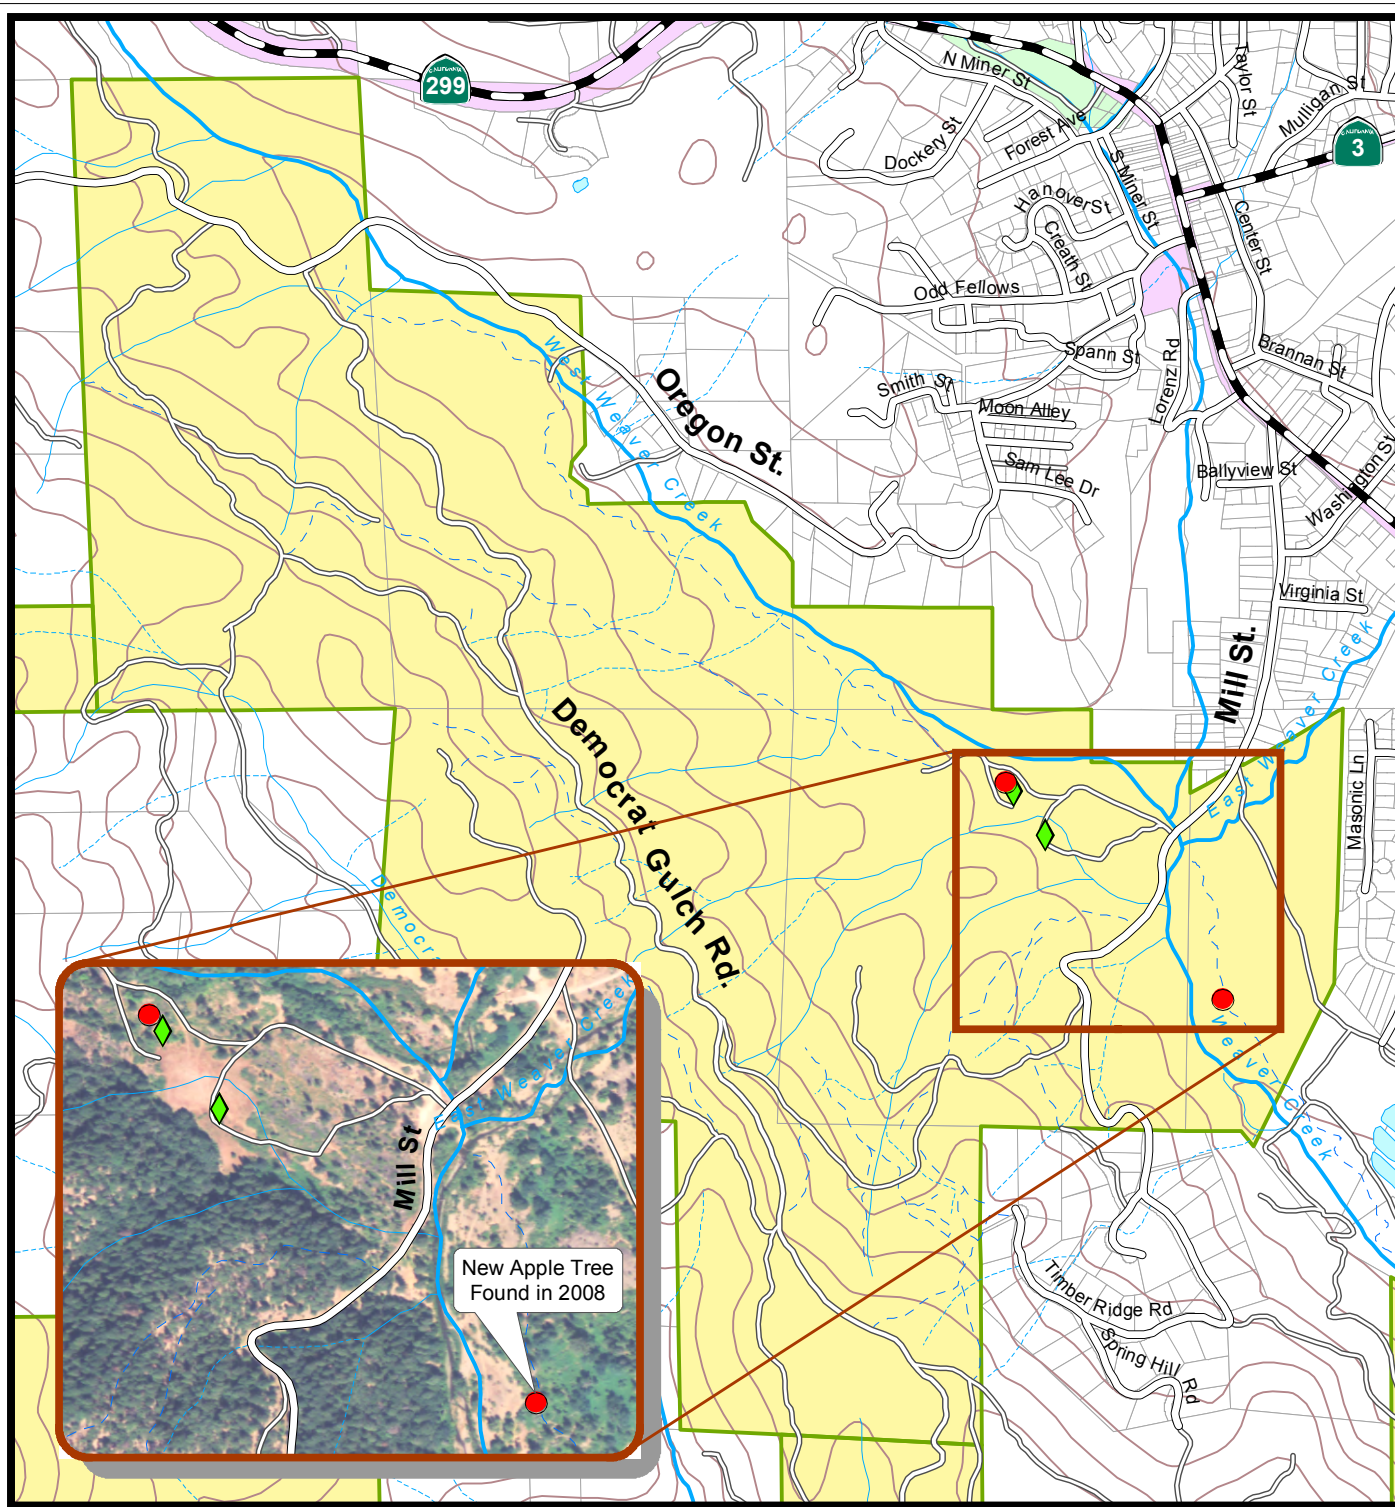 CALIFORNIA
299
N Miner St
Taylor St
Mulligan St
CALIFORNIA
3
Dockery St
Forest Ave
S Miner St
Hanover St
Creath St
Center St
Odd Fellows
Spann St
Lorenz Rd
Brannan St
West Weaver Creek
Oregon St.
Smith St
Moon Alley
Sam Lee Dr
Ballyview St
Washington St
Virginia St
Mill St.
East Weaver Creek
Democrat Gulch Rd.
Masonic Ln
Democra
Weaver Creek
East Weaver Creek
Mill St
New Apple Tree
Found in 2008
Timber Ridge Rd
Spring Hill Rd